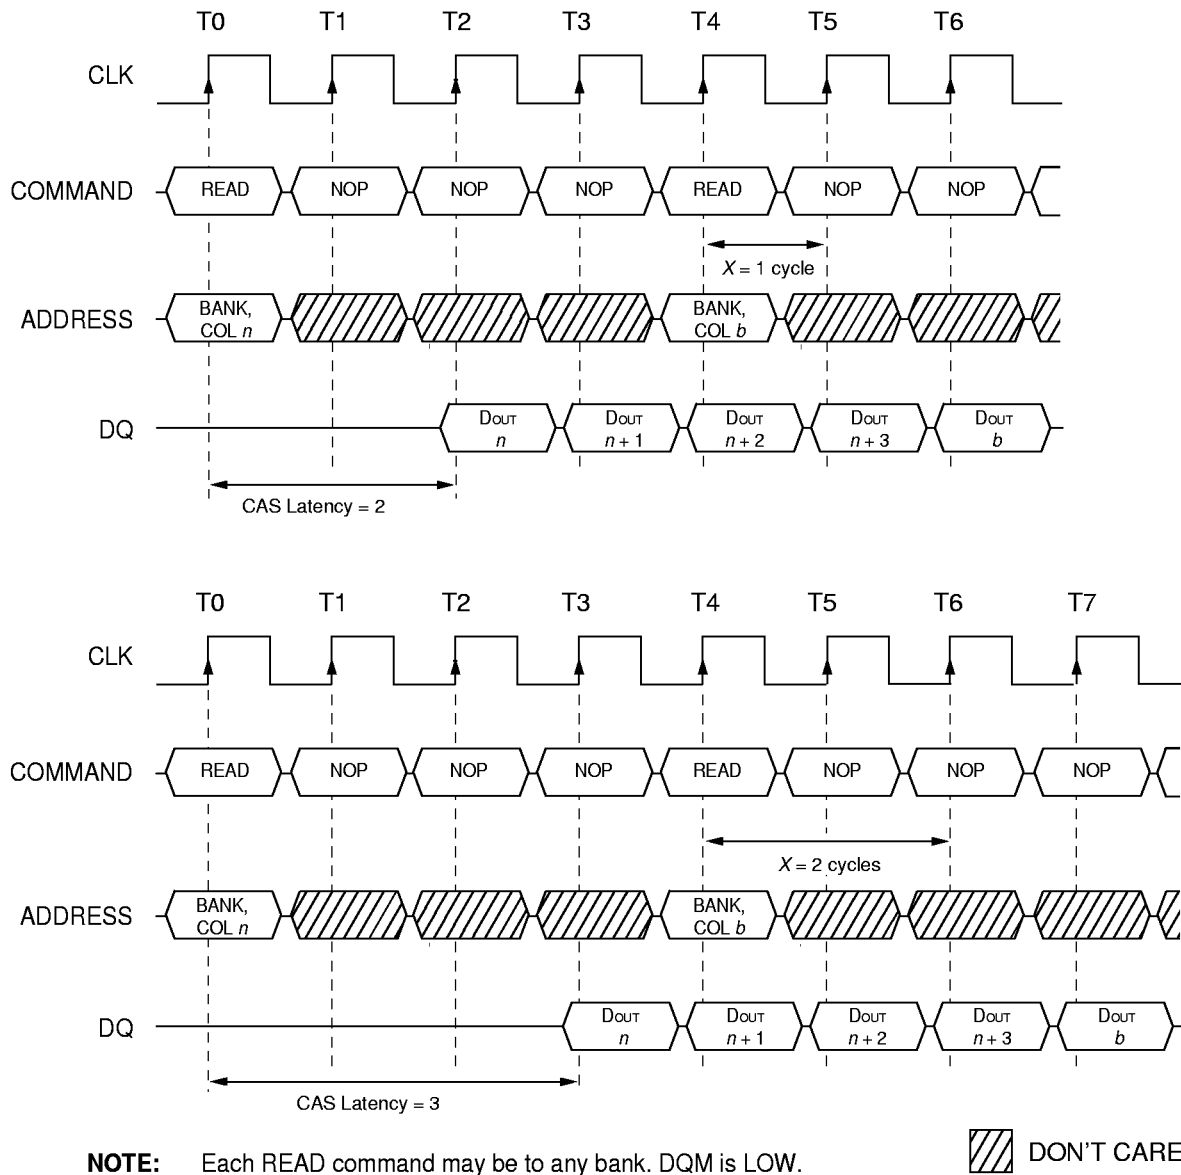 T0 T1 T2 T3 T4 T5 T6
CLK
COMMAND READ NOP NOP NOP READ NOP NOP
X = 1 cycle
ADDRESS BANK, COL n BANK, COL b
DQ DOUT n DOUT n + 1 DOUT n + 2 DOUT n + 3 DOUT b
CAS Latency = 2
T0 T1 T2 T3 T4 T5 T6 T7
CLK
COMMAND READ NOP NOP NOP READ NOP NOP NOP
X = 2 cycles
ADDRESS BANK, COL n BANK, COL b
DQ DOUT n DOUT n + 1 DOUT n + 2 DOUT n + 3 DOUT b
CAS Latency = 3
NOTE: Each READ command may be to any bank. DQM is LOW.
DON'T CARE